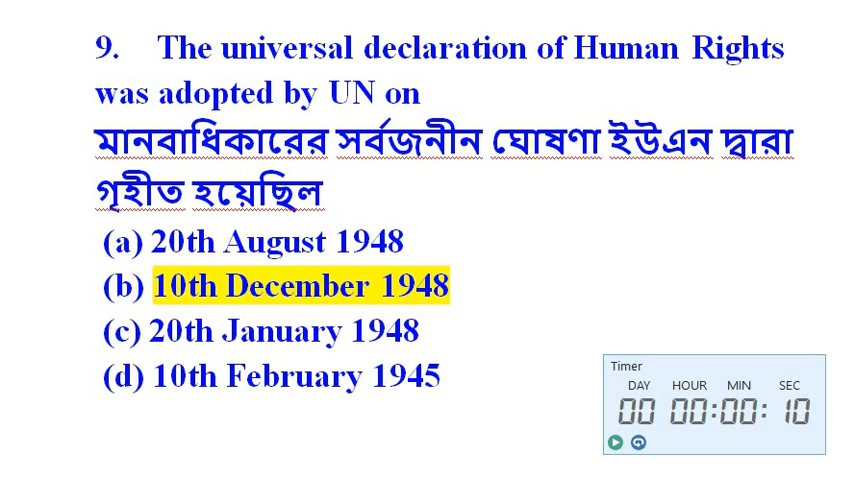 9. The universal declaration of Human Rights
was adopted by UN on
মানবাধিকারের সর্বজনীন ঘোষণা ইউএন দ্বারা
গৃহীত হয়েছিল
(a) 20th August 1948
(b) 10th December 1948
(c) 20th January 1948
(d) 10th February 1945
Timer
DAY HOUR MIN SEC
00 00:00: 10